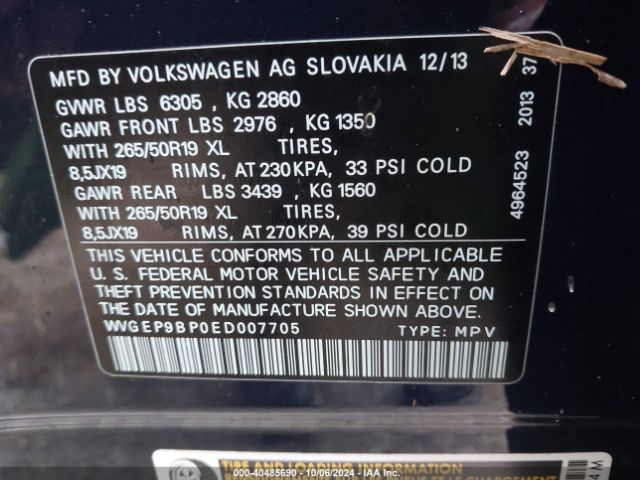 MFD BY VOLKSWAGEN AG SLOVAKIA 12/13
GVWR LBS 6305 , KG 2860
GAWR FRONT LBS 2976 , KG 1350
WITH 265/50R19 XL TIRES,
8,5JX19 RIMS, AT 230KPA, 33 PSI COLD
GAWR REAR LBS 3439 , KG 1560
WITH 265/50R19 XL TIRES,
8,5JX19 RIMS, AT 270KPA, 39 PSI COLD
THIS VEHICLE CONFORMS TO ALL APPLICABLE
U. S. FEDERAL MOTOR VEHICLE SAFETY AND
THEFT PREVENTION STANDARDS IN EFFECT ON
THE DATE OF MANUFACTURE SHOWN ABOVE.
WVGEP9BP0ED007705 TYPE: MPV
4964523 2013 37
TIRE AND LOADING INFORMATION
000-40485690 - 10/06/2024 - IAA Inc.